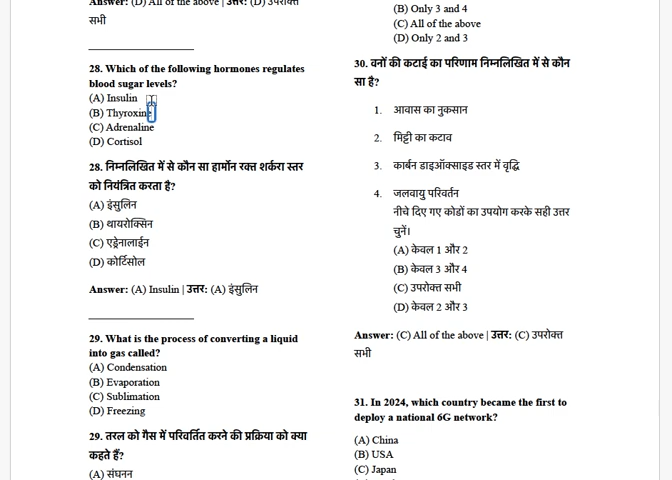 Answer: (D) All of the above | उत्तर: (D) उपरोक्त
सभी
28. Which of the following hormones regulates
blood sugar levels?
(A) Insulin
(B) Thyroxine
(C) Adrenaline
(D) Cortisol
28. निम्नलिखित में से कौन सा हार्मोन रक्त शर्करा स्तर
को नियंत्रित करता है?
(A) इंसुलिन
(B) थायरोक्सिन
(C) एड्रेनालाईन
(D) कोर्टिसोल
Answer: (A) Insulin | उत्तर: (A) इंसुलिन
29. What is the process of converting a liquid
into gas called?
(A) Condensation
(B) Evaporation
(C) Sublimation
(D) Freezing
29. तरल को गैस में परिवर्तित करने की प्रक्रिया को क्या
कहते हैं?
(A) संघनन
(B) Only 3 and 4
(C) All of the above
(D) Only 2 and 3
30. वनों की कटाई का परिणाम निम्नलिखित में से कौन
सा है?
1. आवास का नुकसान
2. मिट्टी का कटाव
3. कार्बन डाइऑक्साइड स्तर में वृद्धि
4. जलवायु परिवर्तन
नीचे दिए गए कोडों का उपयोग करके सही उत्तर
चुनें।
(A) केवल 1 और 2
(B) केवल 3 और 4
(C) उपरोक्त सभी
(D) केवल 2 और 3
Answer: (C) All of the above | उत्तर: (C) उपरोक्त
सभी
31. In 2024, which country became the first to
deploy a national 6G network?
(A) China
(B) USA
(C) Japan